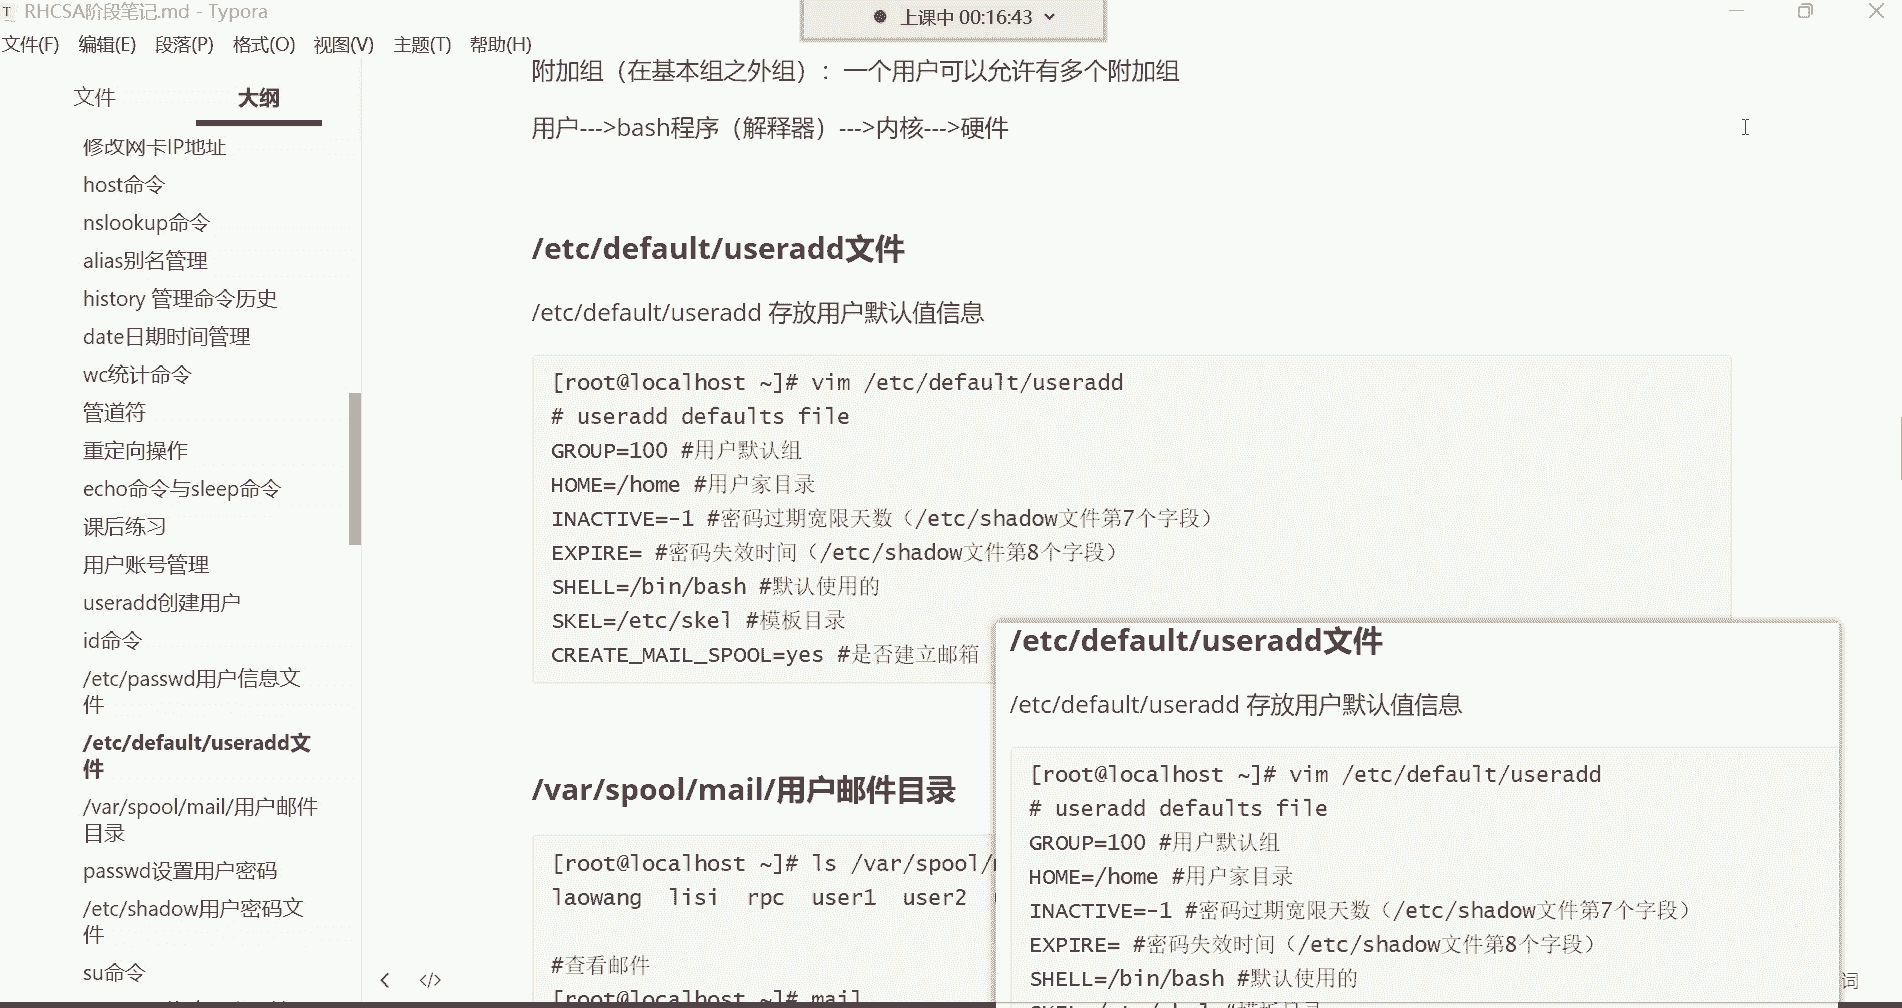 RHCSA阶段笔记.md - Typora
上课中 00:16:43
文件(F) 编辑(E) 段落(P) 格式(O) 视图(V) 主题(T) 帮助(H)
文件 大纲
修改网卡IP地址
host命令
nslookup命令
alias别名管理
history 管理命令历史
date日期时间管理
wc统计命令
管道符
重定向操作
echo命令与sleep命令
课后练习
用户账号管理
useradd创建用户
id命令
/etc/passwd用户信息文
件
/etc/default/useradd文
件
/var/spool/mail/用户邮件
目录
passwd设置用户密码
/etc/shadow用户密码文
件
su命令
附加组（在基本组之外组）：一个用户可以允许有多个附加组
用户--->bash程序（解释器）--->内核--->硬件
/etc/default/useradd文件
/etc/default/useradd 存放用户默认值信息
[root@localhost ~]# vim /etc/default/useradd
# useradd defaults file
GROUP=100 #用户默认组
HOME=/home #用户家目录
INACTIVE=-1 #密码过期宽限天数（/etc/shadow文件第7个字段）
EXPIRE= #密码失效时间（/etc/shadow文件第8个字段）
SHELL=/bin/bash #默认使用的
SKEL=/etc/skel #模板目录
CREATE_MAIL_SPOOL=yes #是否建立邮箱
/var/spool/mail/用户邮件目录
[root@localhost ~]# ls /var/spool/
laowang lisi rpc user1 user2
#查看邮件
[root@localhost ~]# mail
/etc/default/useradd文件
/etc/default/useradd 存放用户默认值信息
[root@localhost ~]# vim /etc/default/useradd
# useradd defaults file
GROUP=100 #用户默认组
HOME=/home #用户家目录
INACTIVE=-1 #密码过期宽限天数（/etc/shadow文件第7个字段）
EXPIRE= #密码失效时间（/etc/shadow文件第8个字段）
SHELL=/bin/bash #默认使用的
词